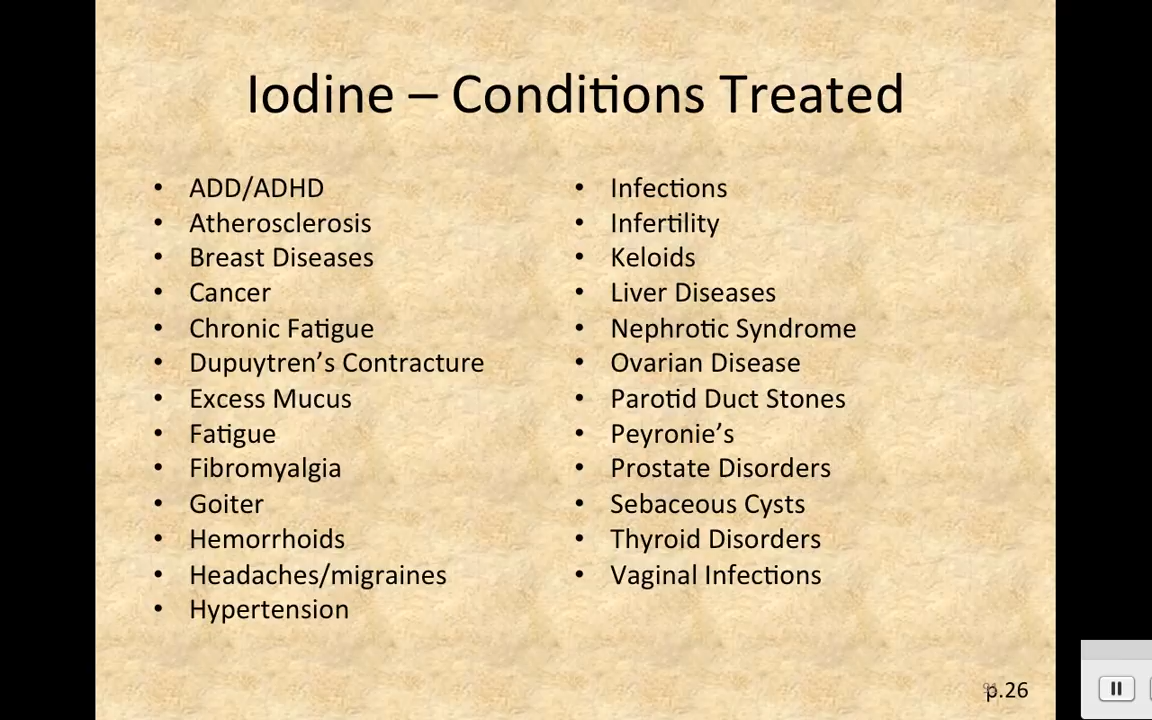 Iodine – Conditions Treated
• ADD/ADHD
• Atherosclerosis
• Breast Diseases
• Cancer
• Chronic Fatigue
• Dupuytren’s Contracture
• Excess Mucus
• Fatigue
• Fibromyalgia
• Goiter
• Hemorrhoids
• Headaches/migraines
• Hypertension
• Infections
• Infertility
• Keloids
• Liver Diseases
• Nephrotic Syndrome
• Ovarian Disease
• Parotid Duct Stones
• Peyronie’s
• Prostate Disorders
• Sebaceous Cysts
• Thyroid Disorders
• Vaginal Infections
p.26